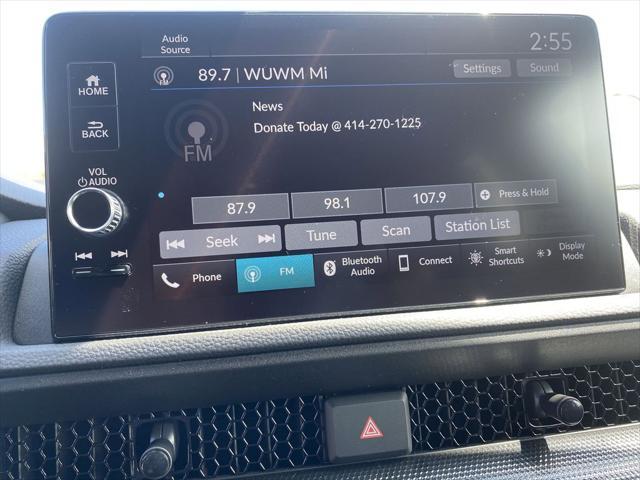 Audio
Source
2:55
HOME
FM
89.7 | WUWM Mi
Settings
Sound
BACK
News
Donate Today @ 414-270-1225
FM
VOL
AUDIO
87.9
98.1
107.9
Press & Hold
Seek
Tune
Scan
Station List
Phone
FM
Bluetooth
Audio
Connect
Smart
Shortcuts
Display
Mode